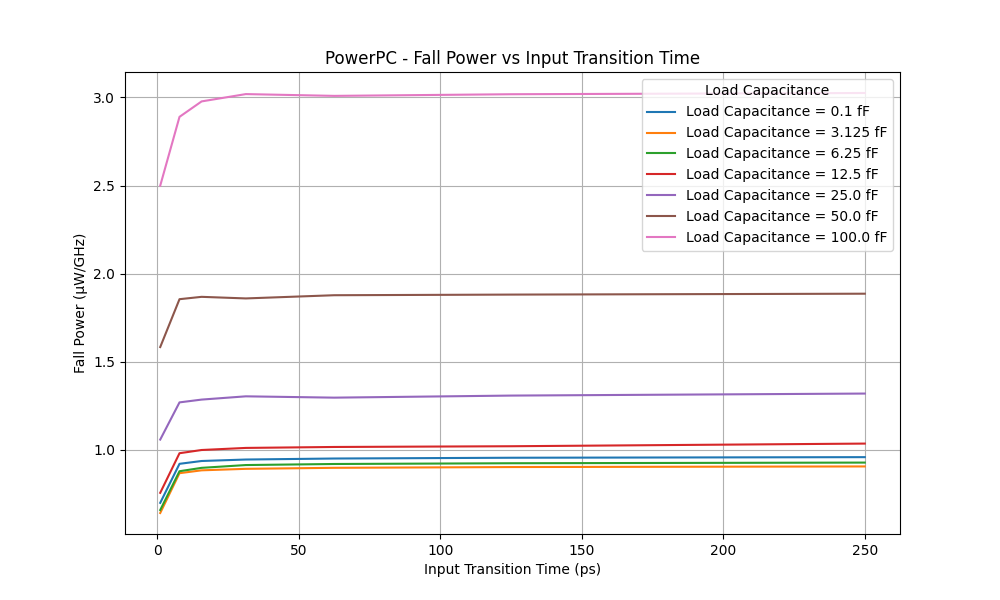 PowerPC - Fall Power vs Input Transition Time
Fall Power (μW/GHz)
3.0
2.5
2.0
1.5
1.0
Load Capacitance
Load Capacitance = 0.1 fF
Load Capacitance = 3.125 fF
Load Capacitance = 6.25 fF
Load Capacitance = 12.5 fF
Load Capacitance = 25.0 fF
Load Capacitance = 50.0 fF
Load Capacitance = 100.0 fF
0 50 100 150 200 250
Input Transition Time (ps)